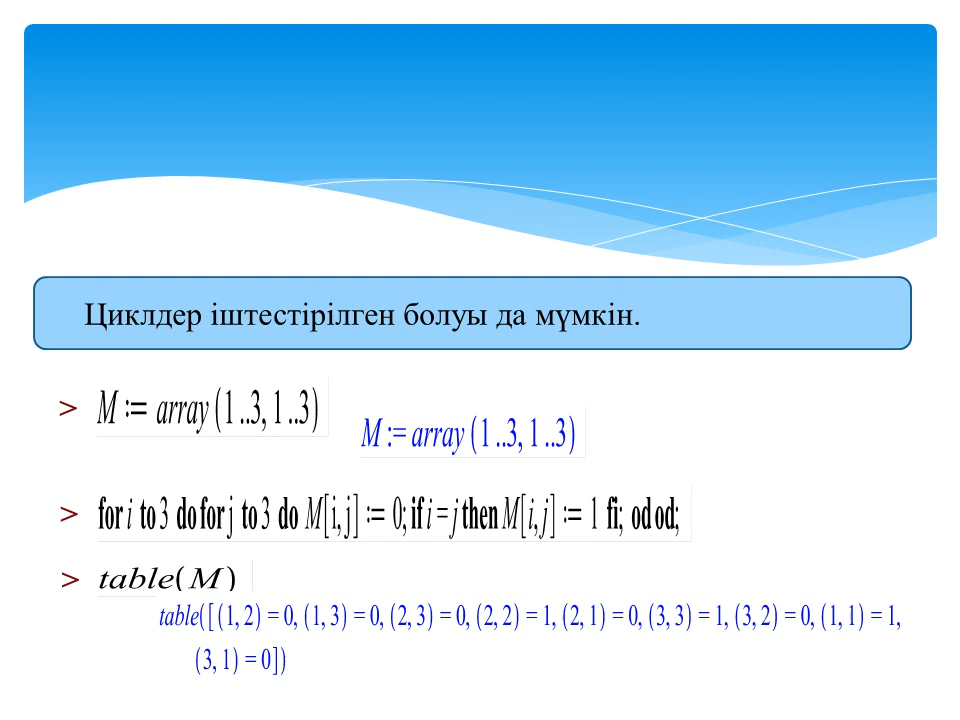 Циклдер іштестірілген болуы да мүмкін.
> M := array (1 ..3, 1 ..3)
M := array (1 ..3, 1 ..3)
> for i to 3 do for j to 3 do M[i, j] := 0; if i = j then M[i, j] := 1 fi; od od;
> table(M)
table([(1, 2) = 0, (1, 3) = 0, (2, 3) = 0, (2, 2) = 1, (2, 1) = 0, (3, 3) = 1, (3, 2) = 0, (1, 1) = 1,
(3, 1) = 0])